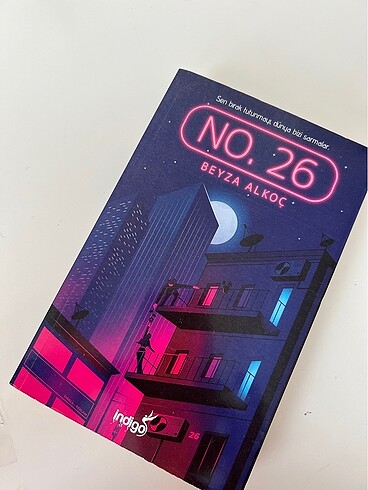 Sen bırak tutunmayı, dünya bizi sarmalar.
NO. 26
BEYZA ALKOÇ
indigo
26